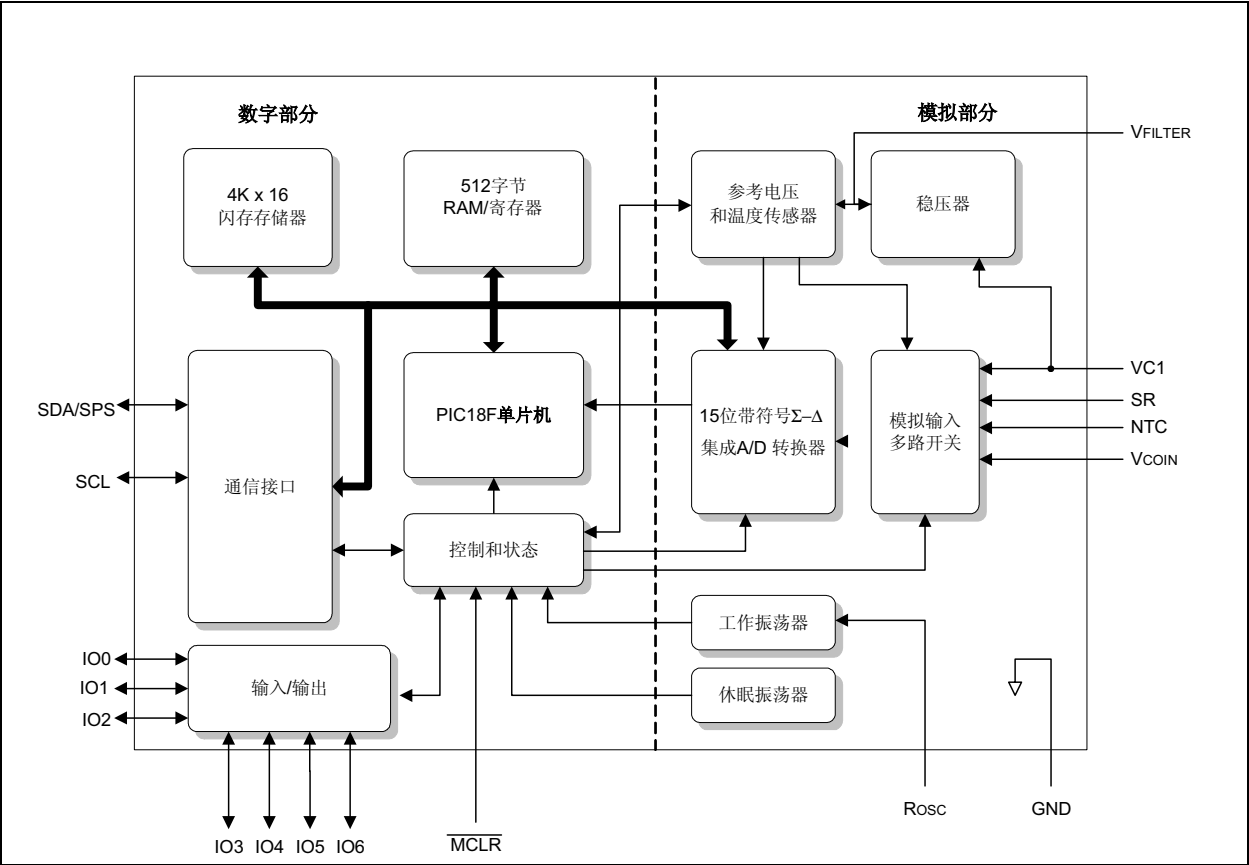 数字部分
模拟部分
VFILTER
4K x 16
闪存存储器
512字节
RAM/寄存器
参考电压
和温度传感器
稳压器
SDA/SPS
SCL
通信接口
PIC18F单片机
15位带符号Σ–Δ
集成A/D 转换器
模拟输入
多路开关
VC1
SR
NTC
VCOIN
控制和状态
工作振荡器
休眠振荡器
IO0
IO1
IO2
输入/输出
IO3
IO4
IO5
IO6
MCLR
ROSC
GND